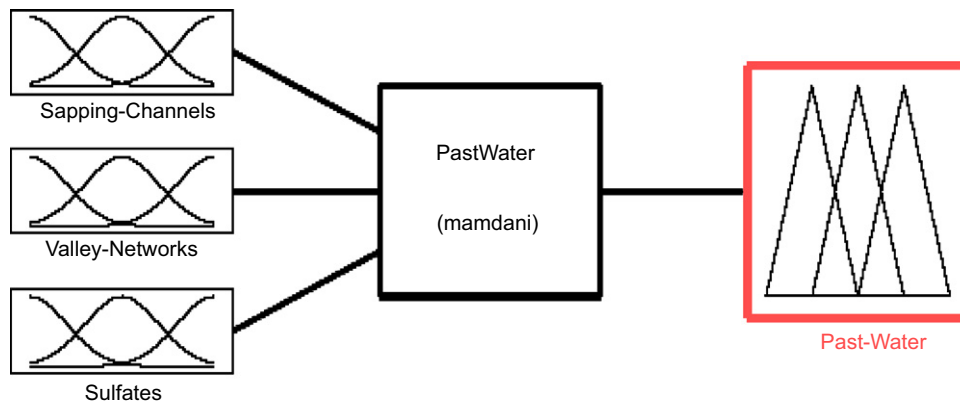 Sapping-Channels
Valley-Networks
Sulfates
PastWater
(mamdani)
Past-Water